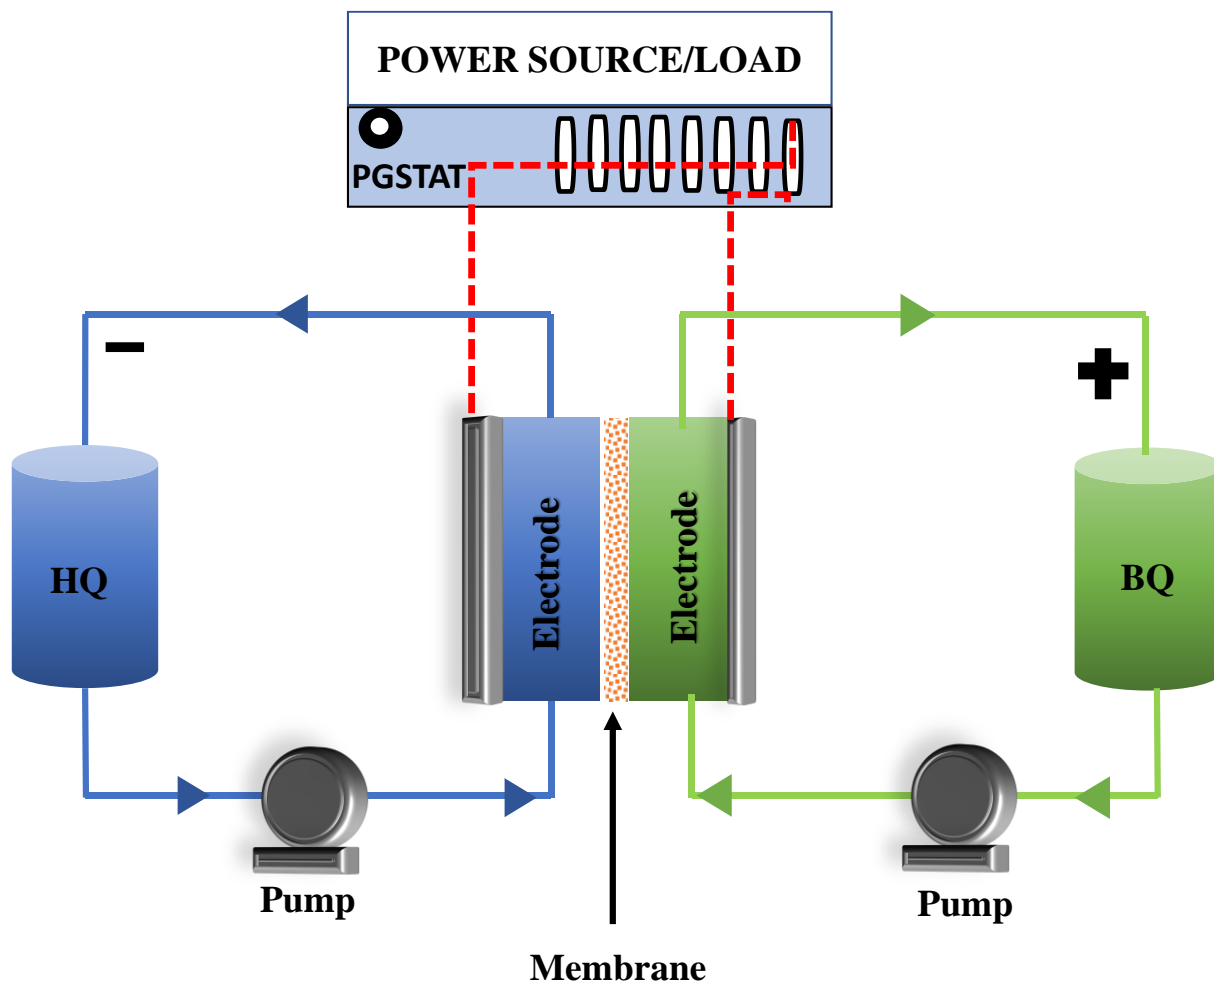 POWER SOURCE/LOAD
PGSTAT
HQ
Electrode
Electrode
BQ
Pump
Pump
Membrane